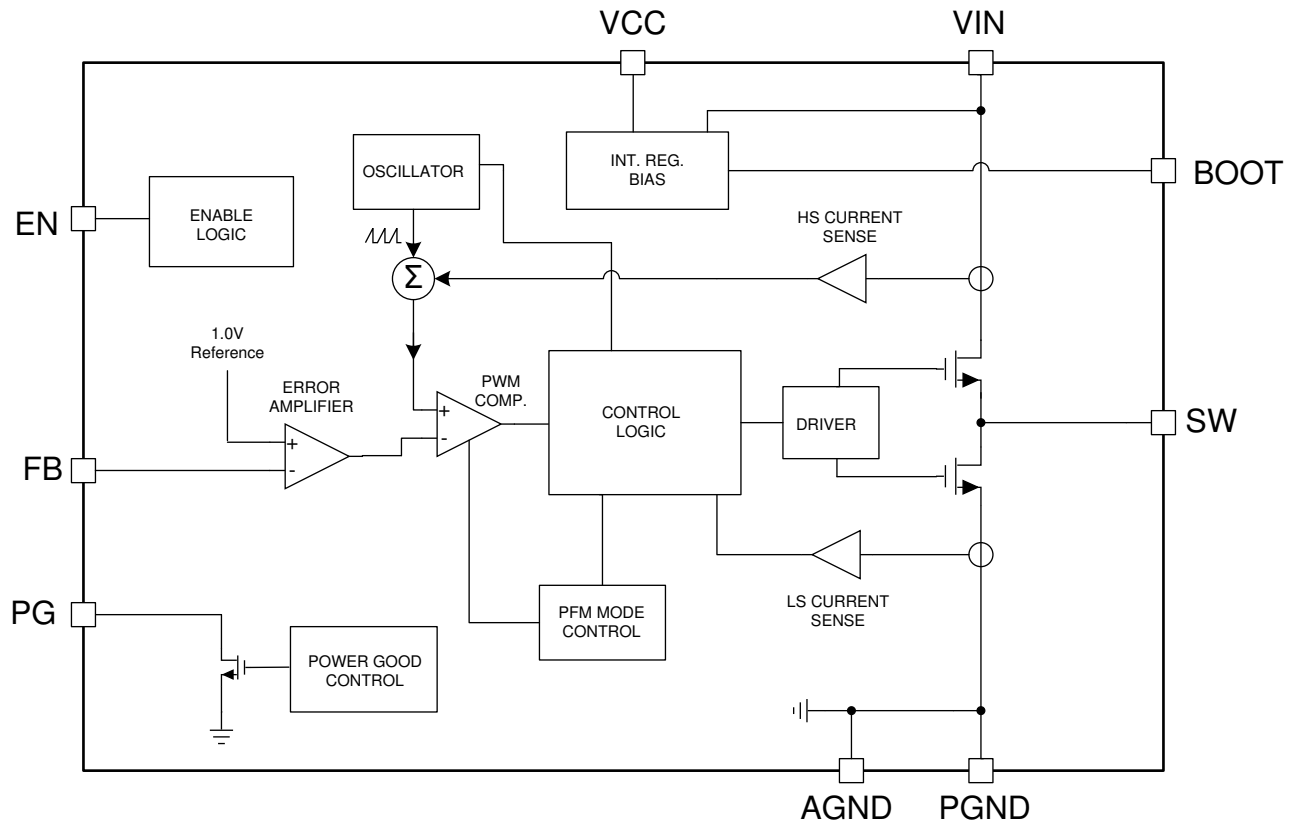 VCC
VIN
OSCILLATOR
INT. REG.
BIAS
BOOT
EN
ENABLE
LOGIC
HS CURRENT
SENSE
Σ
1.0V
Reference
ERROR
AMPLIFIER
+
-
PWM
COMP.
+
-
CONTROL
LOGIC
DRIVER
SW
FB
PG
PFM MODE
CONTROL
LS CURRENT
SENSE
POWER GOOD
CONTROL
AGND
PGND